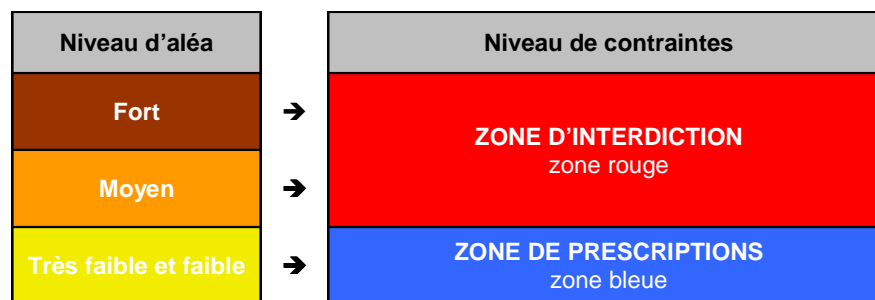 Niveau d'aléa
Niveau de contraintes
Fort
➔
ZONE D'INTERDICTION
zone rouge
Moyen
➔
Très faible et faible
➔
ZONE DE PRESCRIPTIONS
zone bleue